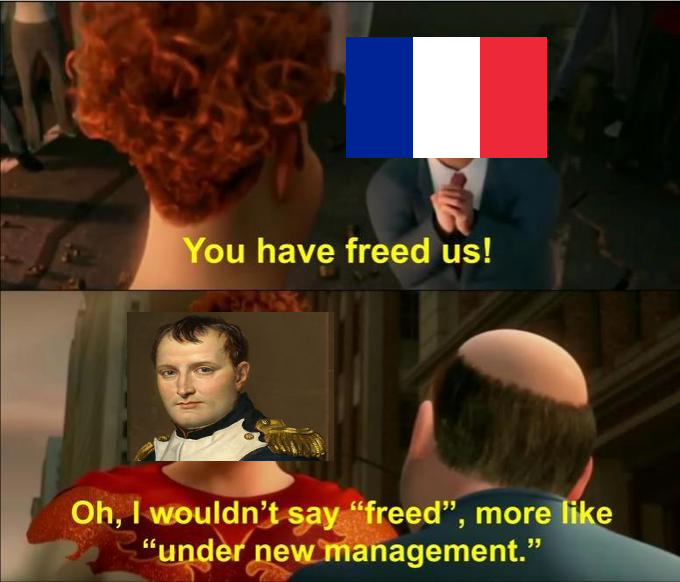 You have freed us!
Oh, I wouldn’t say “freed”, more like
“under new management.”